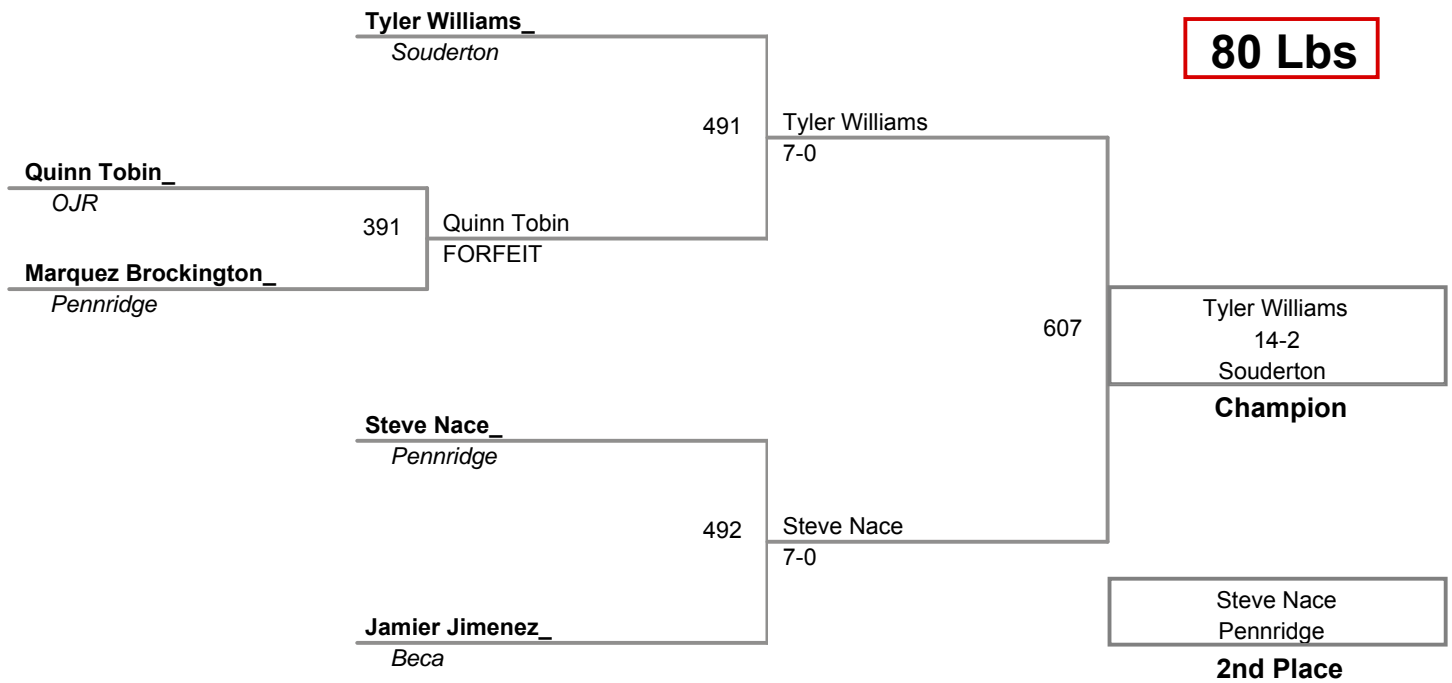 Tyler Williams_
Souderton
80 Lbs
491
Tyler Williams
7-0
Quinn Tobin_
OJR
391
Quinn Tobin
FORFEIT
Marquez Brockington_
Pennridge
607
Tyler Williams
14-2
Souderton
Champion
Steve Nace_
Pennridge
492
Steve Nace
7-0
Jamier Jimenez_
Beca
Steve Nace
Pennridge
2nd Place